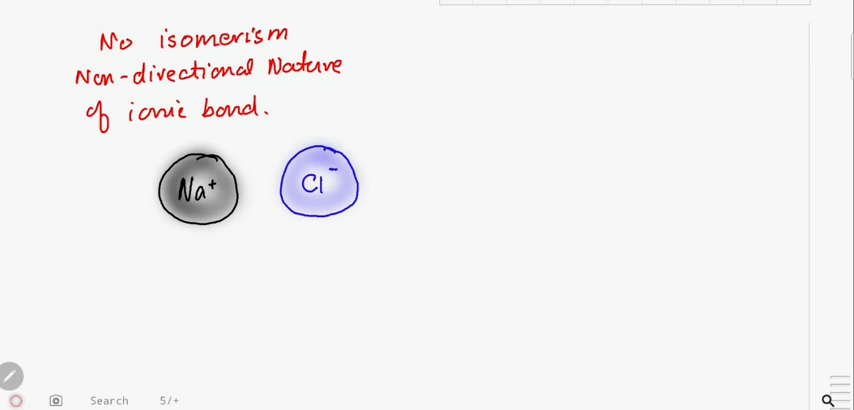 No isomerism
Non-directional Nature
of ionic bond.
Na+
Cl-
Search
5/+